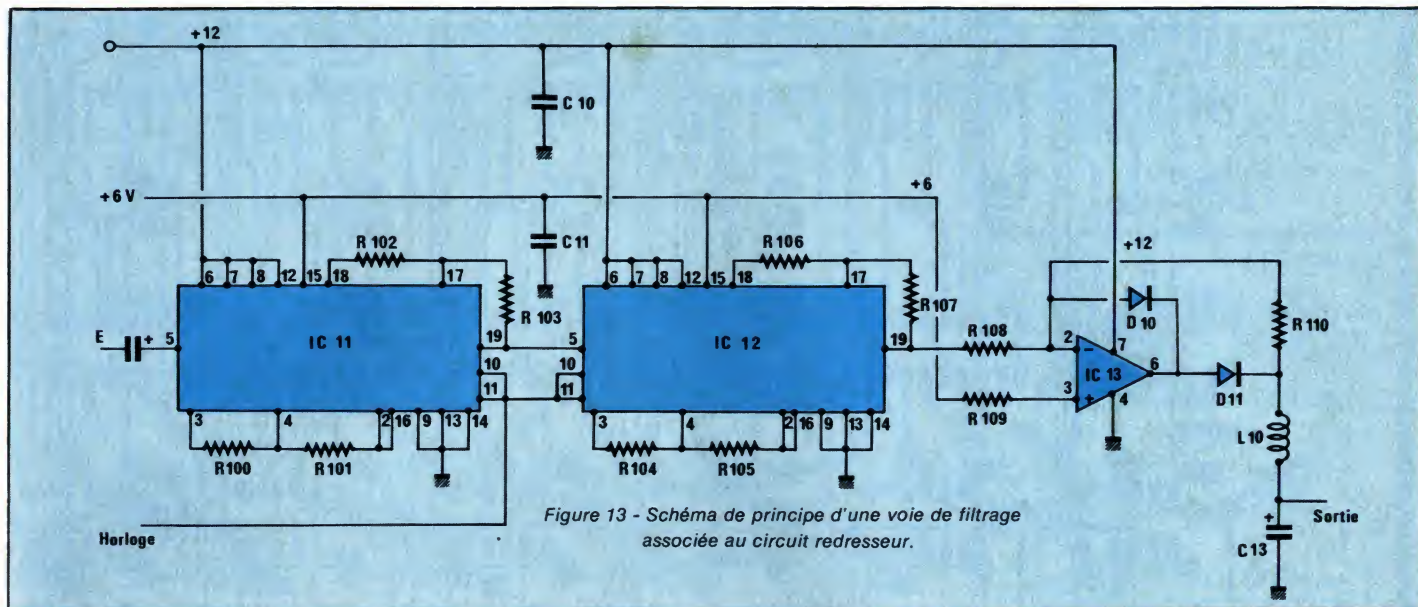 +12
C 10
+6 V
+6
C 11
R 102
R 106
+12
6 7 8 12 15 18 17
6 7 8 12 15 18 17
R 103
R 107
R 110
D 10
E + 5
IC 11
19 5
IC 12
19
R 108
2 − 7
IC 13 6
10 10
3 + 4
D11
11 11
R 109
3 4 2 16 9 13 14
3 4 2 16 9 13 14
L10
R100 R101
R104 R105
Horloge
Figure 13 - Schéma de principe d'une voie de filtrage
associée au circuit redresseur.
+
Sortie
C 13